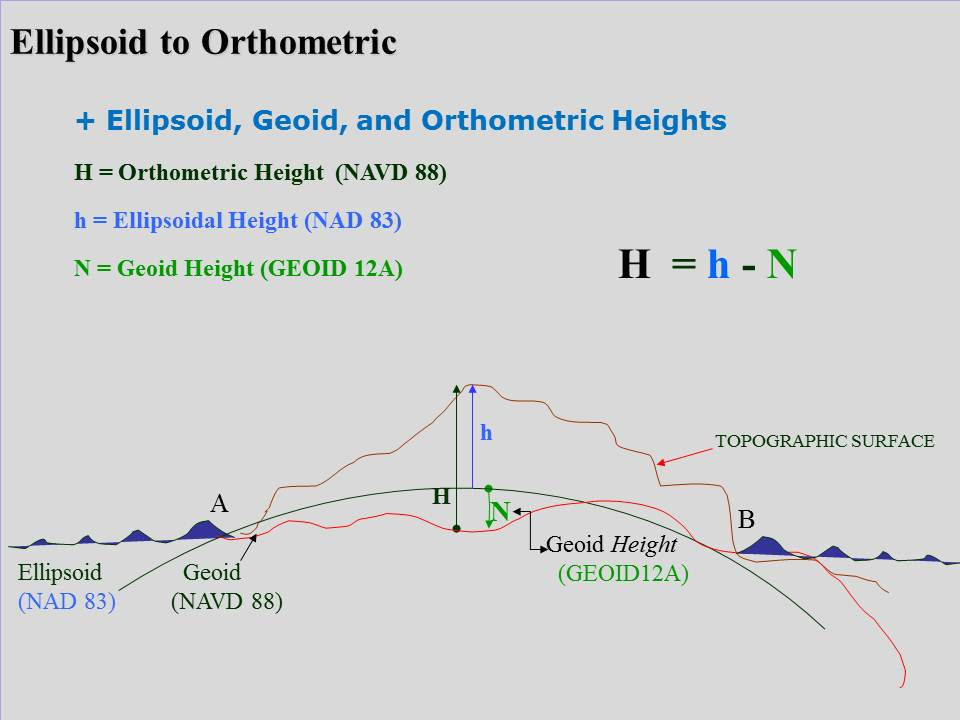 Ellipsoid to Orthometric
+ Ellipsoid, Geoid, and Orthometric Heights
H = Orthometric Height (NAVD 88)
h = Ellipsoidal Height (NAD 83)
N = Geoid Height (GEOID 12A)
H = h - N
h
TOPOGRAPHIC SURFACE
H
A
N
B
Geoid Height
(GEOID12A)
Ellipsoid
(NAD 83)
Geoid
(NAVD 88)